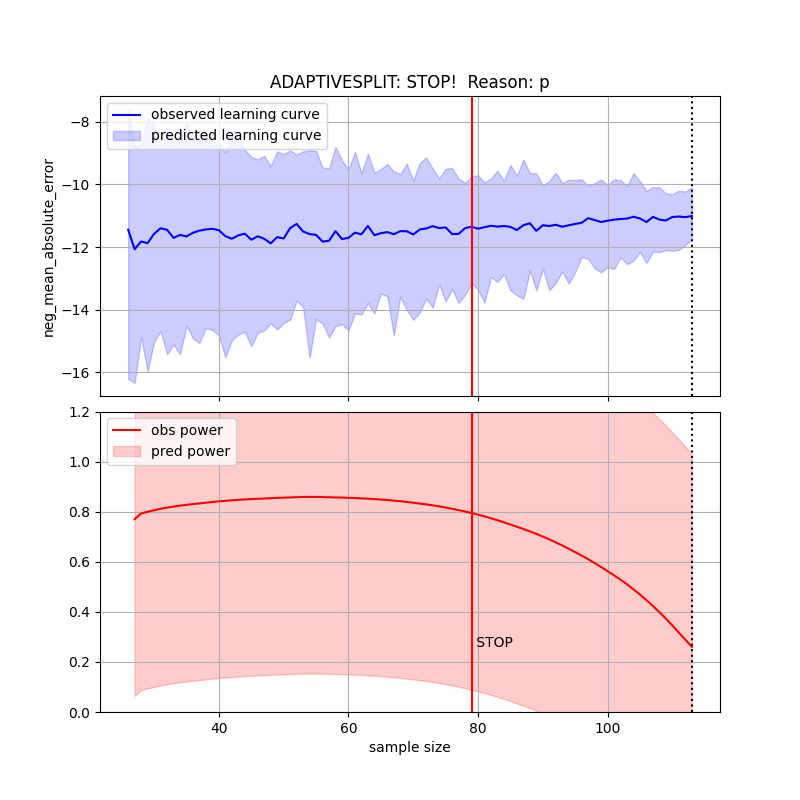 ADAPTIVESPLIT: STOP!  Reason: p
observed learning curve
predicted learning curve
neg_mean_absolute_error
−8
−10
−12
−14
−16
obs power
pred power
1.2
1.0
0.8
0.6
0.4
0.2
0.0
STOP
40 60 80 100
sample size